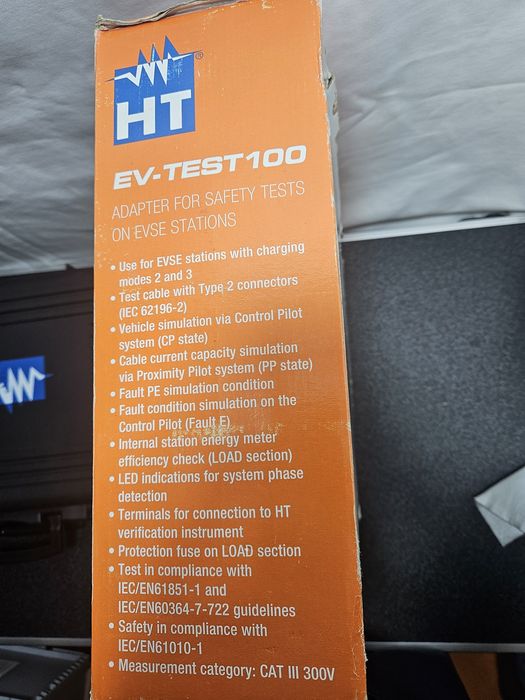 HT®
EV-TEST100
ADAPTER FOR SAFETY TESTS
ON EVSE STATIONS
• Use for EVSE stations with charging
modes 2 and 3
• Test cable with Type 2 connectors
(IEC 62196-2)
• Vehicle simulation via Control Pilot
system (CP state)
• Cable current capacity simulation
via Proximity Pilot system (PP state)
• Fault PE simulation condition
• Fault condition simulation on the
Control Pilot (Fault E)
• Internal station energy meter
efficiency check (LOAD section)
• LED indications for system phase
detection
• Terminals for connection to HT
verification instrument
• Protection fuse on LOAD section
• Test in compliance with
IEC/EN61851-1 and
IEC/EN60364-7-722 guidelines
• Safety in compliance with
IEC/EN61010-1
• Measurement category: CAT III 300V